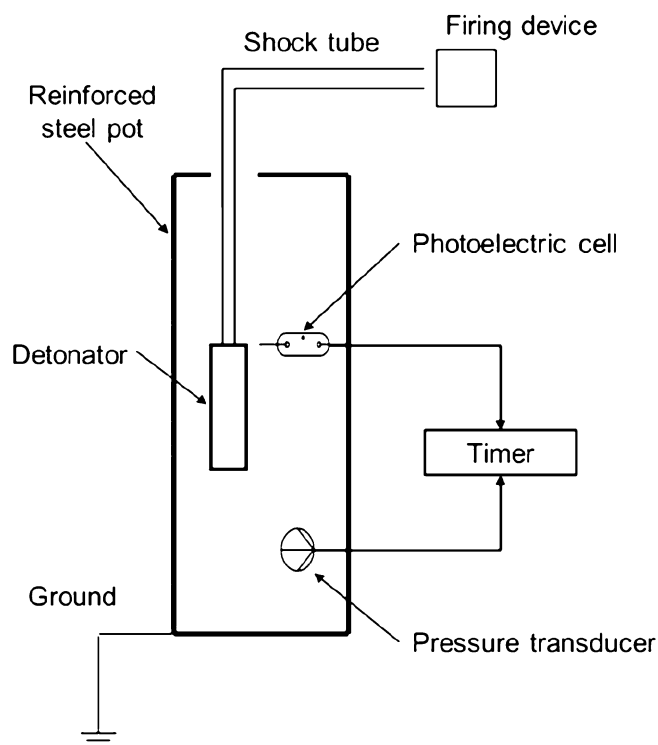 Firing device
Shock tube
Reinforced
steel pot
Photoelectric cell
Detonator
Timer
Ground
Pressure transducer